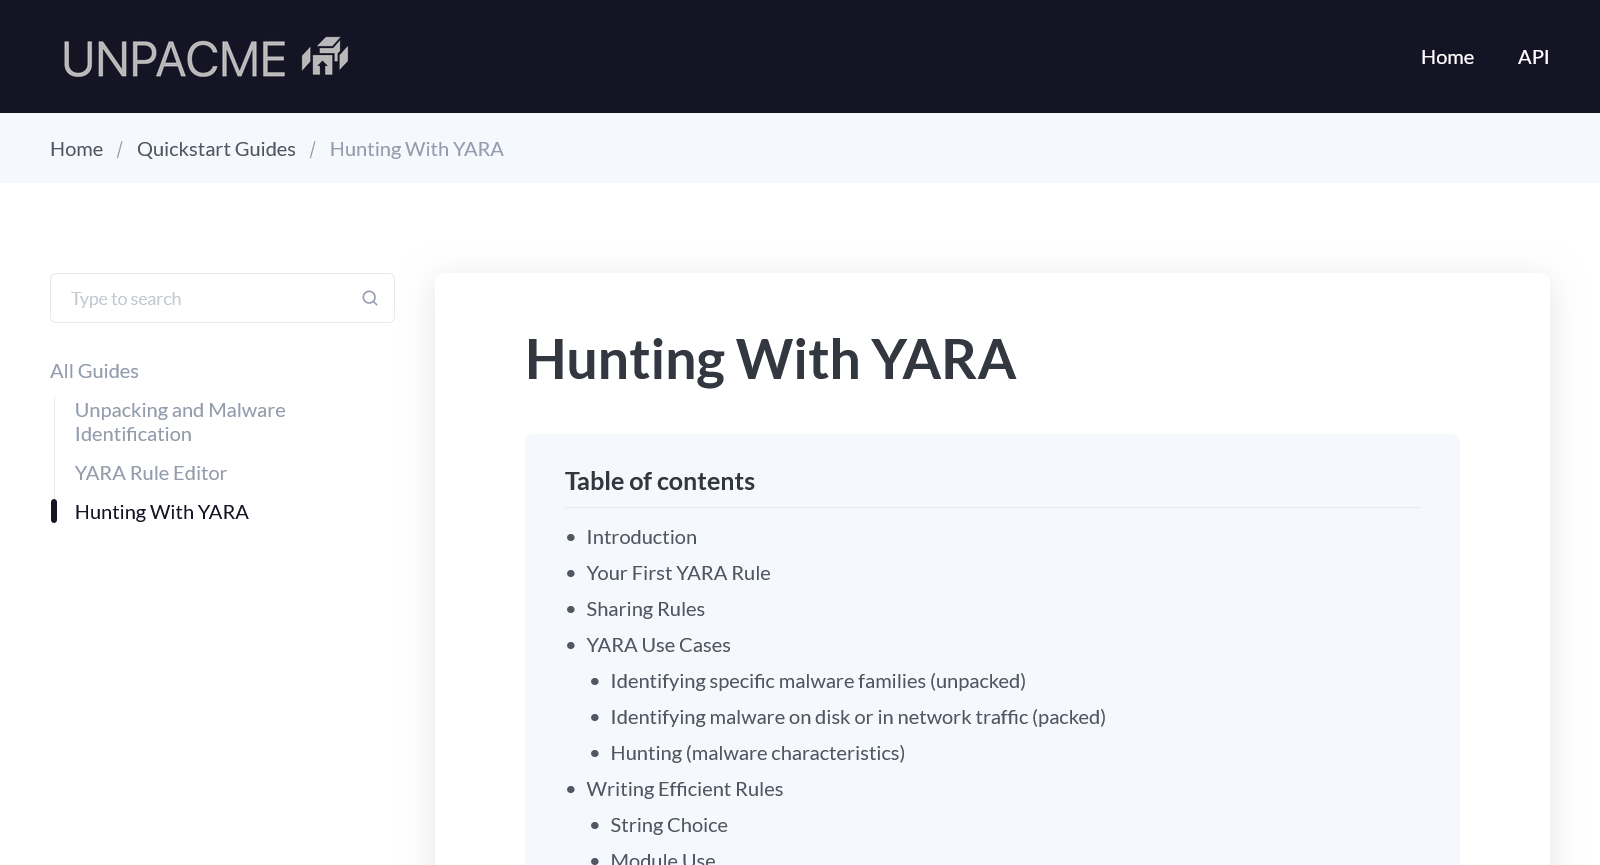 UNPACME
Home
API
Home / Quickstart Guides / Hunting With YARA
Type to search
All Guides
Unpacking and Malware
Identification
YARA Rule Editor
Hunting With YARA
Hunting With YARA
Table of contents
• Introduction
• Your First YARA Rule
• Sharing Rules
• YARA Use Cases
• Identifying specific malware families (unpacked)
• Identifying malware on disk or in network traffic (packed)
• Hunting (malware characteristics)
• Writing Efficient Rules
• String Choice
• Module Use